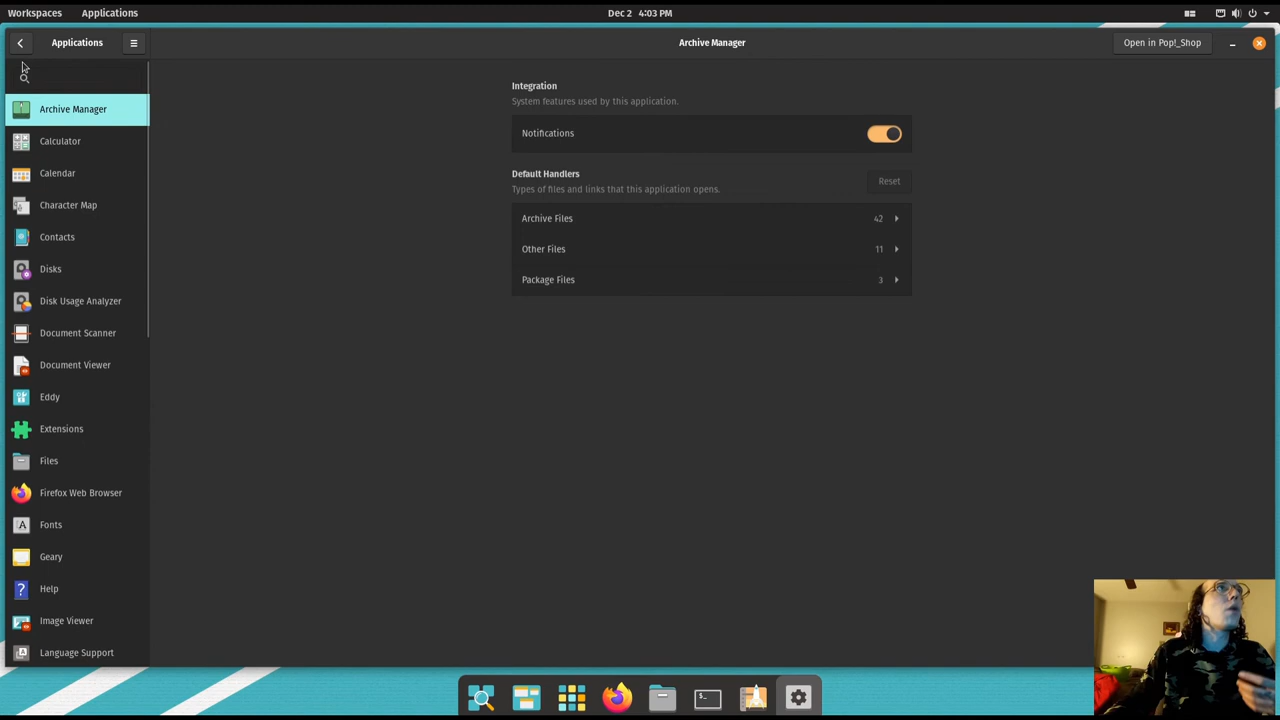 Workspaces
Applications
Dec 2 4:03 PM
Applications
Archive Manager
Open in Pop!_Shop
Archive Manager
Calculator
Calendar
Character Map
Contacts
Disks
Disk Usage Analyzer
Document Scanner
Document Viewer
Eddy
Extensions
Files
Firefox Web Browser
Fonts
Geary
Help
Image Viewer
Language Support
Integration
System features used by this application.
Notifications
Default Handlers
Types of files and links that this application opens.
Reset
Archive Files 42
Other Files 11
Package Files 3